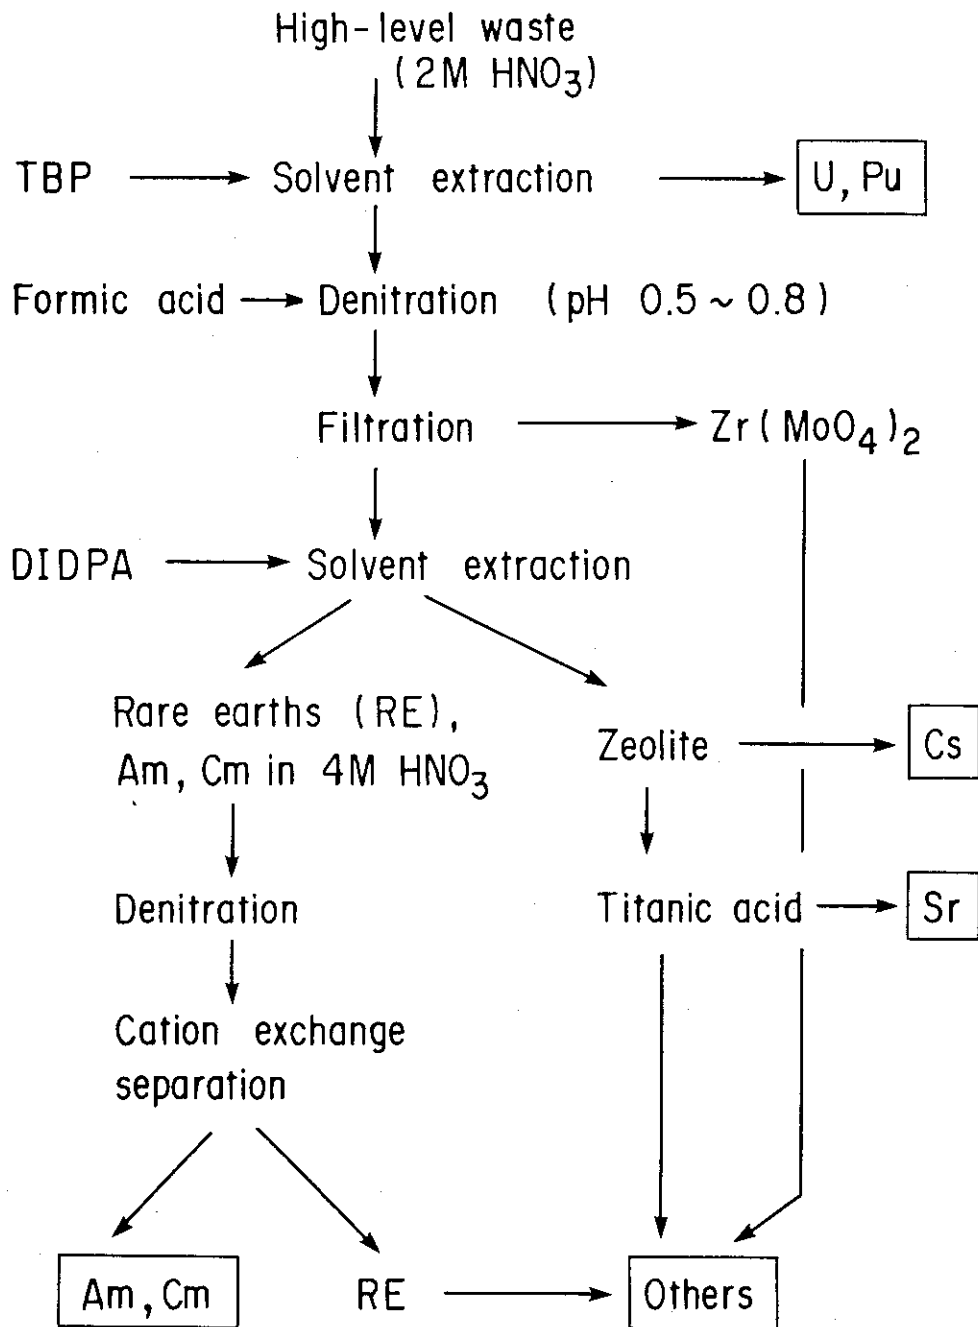 High-level waste
(2M HNO₃)
TBP
Solvent extraction
U, Pu
Formic acid
Denitration (pH 0.5 ~ 0.8)
Filtration
Zr(MoO₄)₂
DIDPA
Solvent extraction
Rare earths (RE),
Am, Cm in 4M HNO₃
Zeolite
Cs
Denitration
Titanic acid
Sr
Cation exchange
separation
Am, Cm
RE
Others